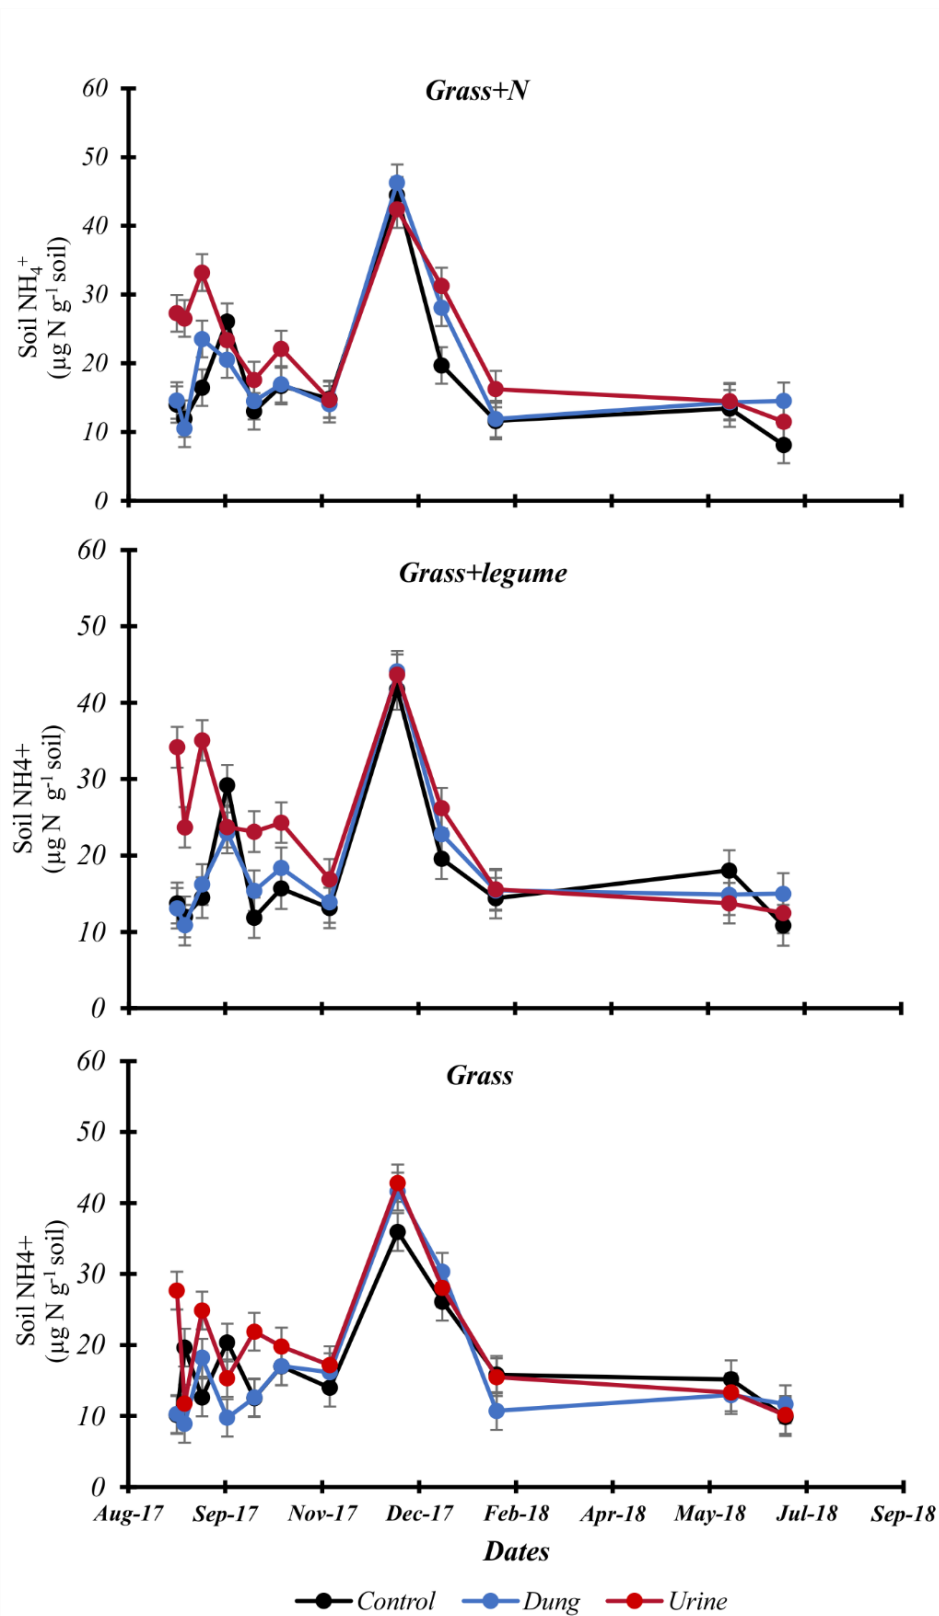 Grass+N
60
50
40
30
20
10
0
Soil NH₄⁺
(µg N g⁻¹ soil)
Grass+legume
60
50
40
30
20
10
0
Soil NH4+
(µg N g⁻¹ soil)
Grass
60
50
40
30
20
10
0
Soil NH4+
(µg N g⁻¹ soil)
Aug-17 Sep-17 Nov-17 Dec-17 Feb-18 Apr-18 May-18 Jul-18 Sep-18
Dates
Control Dung Urine